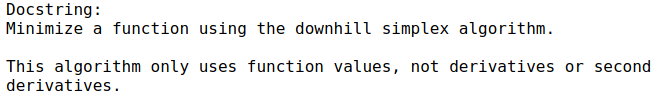 Docstring:
Minimize a function using the downhill simplex algorithm.

This algorithm only uses function values, not derivatives or second
derivatives.